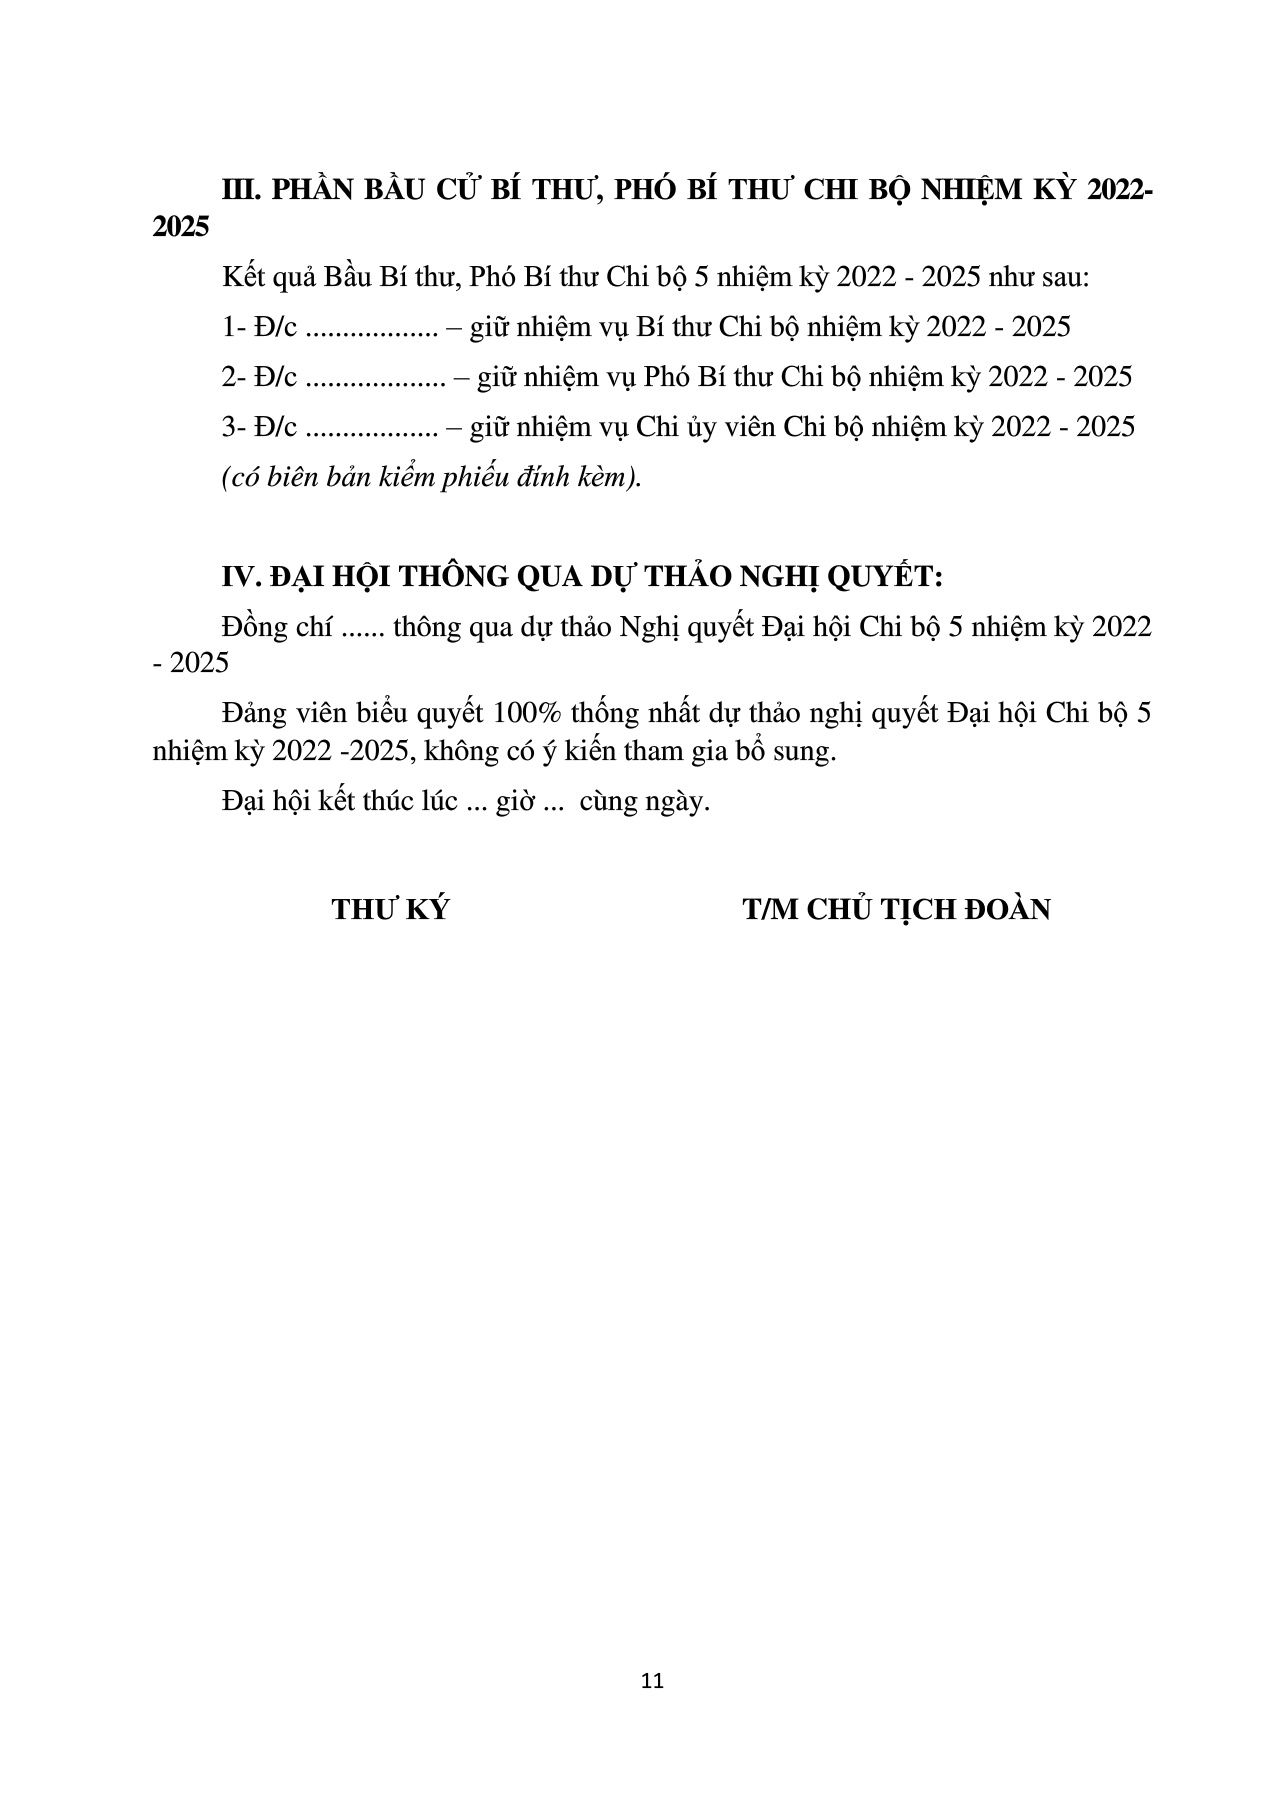 III. PHẦN BẦU CỬ BÍ THƯ, PHÓ BÍ THƯ CHI BỘ NHIỆM KỲ 2022-
2025
Kết quả Bầu Bí thư, Phó Bí thư Chi bộ 5 nhiệm kỳ 2022 - 2025 như sau:
1- Đ/c .................. – giữ nhiệm vụ Bí thư Chi bộ nhiệm kỳ 2022 - 2025
2- Đ/c ................... – giữ nhiệm vụ Phó Bí thư Chi bộ nhiệm kỳ 2022 - 2025
3- Đ/c .................. – giữ nhiệm vụ Chi ủy viên Chi bộ nhiệm kỳ 2022 - 2025
(có biên bản kiểm phiếu đính kèm).
IV. ĐẠI HỘI THÔNG QUA DỰ THẢO NGHỊ QUYẾT:
Đồng chí ...... thông qua dự thảo Nghị quyết Đại hội Chi bộ 5 nhiệm kỳ 2022
- 2025
Đảng viên biểu quyết 100% thống nhất dự thảo nghị quyết Đại hội Chi bộ 5
nhiệm kỳ 2022 -2025, không có ý kiến tham gia bổ sung.
Đại hội kết thúc lúc ... giờ ...  cùng ngày.
THƯ KÝ T/M CHỦ TỊCH ĐOÀN
11